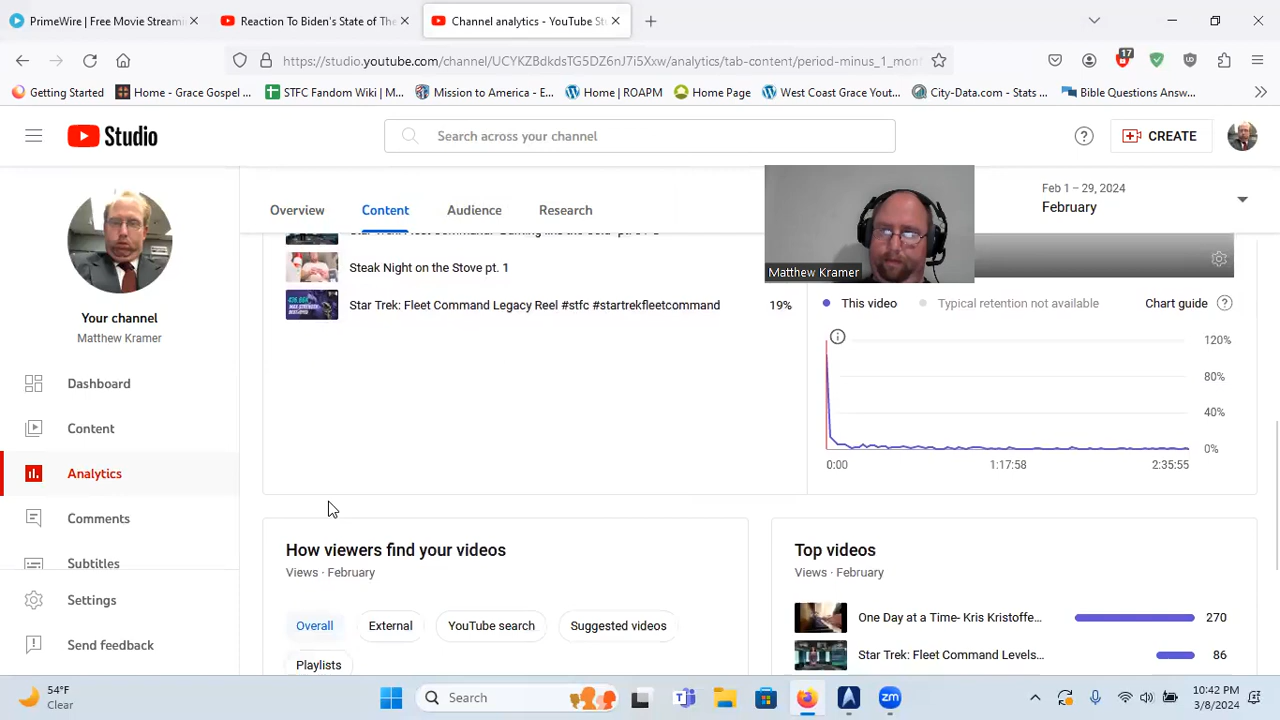 PrimeWire | Free Movie Streami
Reaction To Biden's State of The
Channel analytics - YouTube St
https://studio.youtube.com/channel/UCYKZBdkdsTG5DZ6nJ7i5Xxw/analytics/tab-content/period-minus_1_mon
17
Getting Started
Home - Grace Gospel ...
STFC Fandom Wiki | M...
Mission to America - E...
Home | ROAPM
Home Page
West Coast Grace Yout...
City-Data.com - Stats ...
Bible Questions Answ...
Studio
Search across your channel
CREATE
Overview
Content
Audience
Research
Feb 1 – 29, 2024
February
Matthew Kramer
Your channel
Matthew Kramer
Dashboard
Content
Analytics
Comments
Subtitles
Settings
Send feedback
Steak Night on the Stove pt. 1
Star Trek: Fleet Command Legacy Reel #stfc #startrekfleetcommand
19%
This video
Typical retention not available
Chart guide
120%
80%
40%
0%
0:00
1:17:58
2:35:55
How viewers find your videos
Views · February
Overall
External
YouTube search
Suggested videos
Playlists
Top videos
Views · February
One Day at a Time- Kris Kristoffe...
270
Star Trek: Fleet Command Levels...
86
54°F
Clear
Search
10:42 PM
3/8/2024